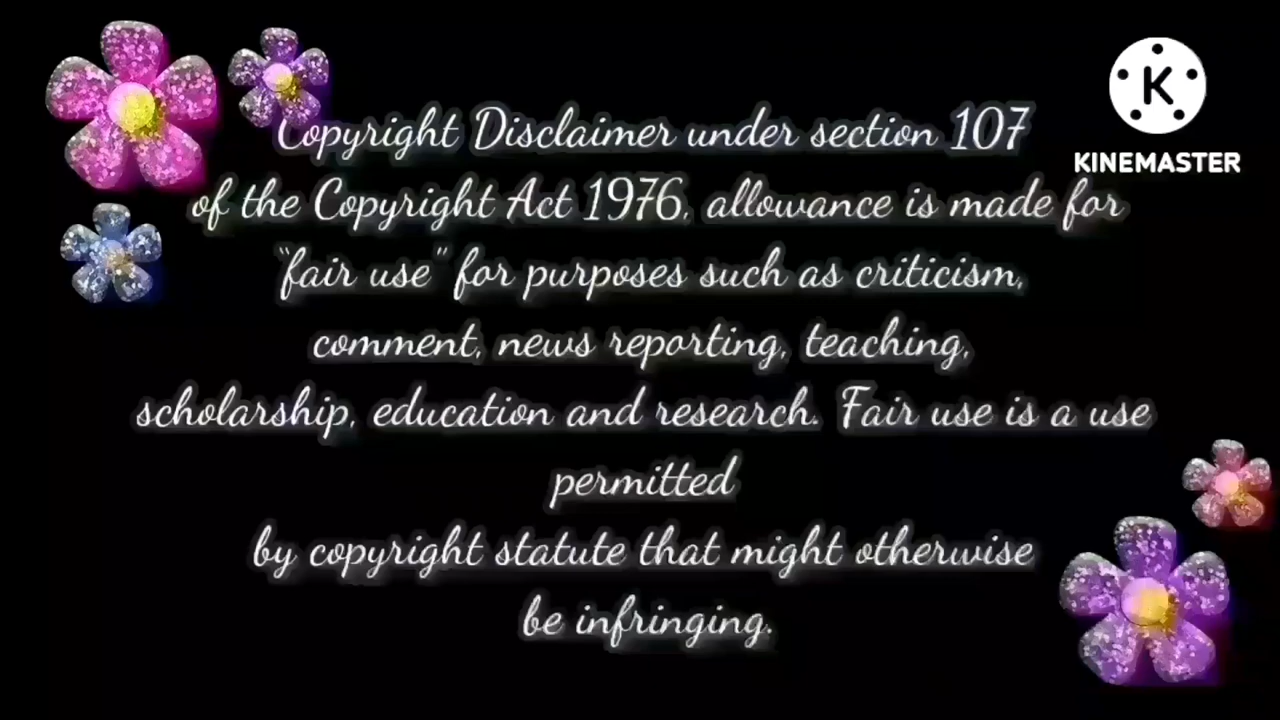 Copyright Disclaimer under section 107
of the Copyright Act 1976, allowance is made for
“fair use” for purposes such as criticism,
comment, news reporting, teaching,
scholarship, education and research. Fair use is a use
permitted
by copyright statute that might otherwise
be infringing.
K
KINEMASTER